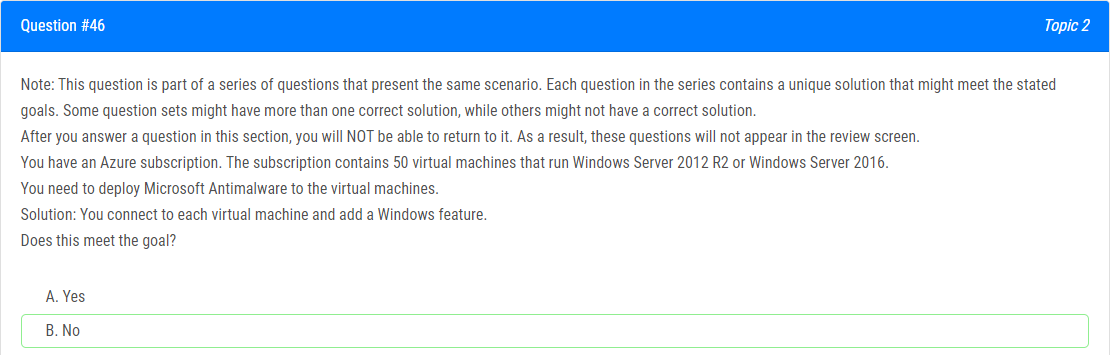 Question #46
Topic 2
Note: This question is part of a series of questions that present the same scenario. Each question in the series contains a unique solution that might meet the stated
goals. Some question sets might have more than one correct solution, while others might not have a correct solution.
After you answer a question in this section, you will NOT be able to return to it. As a result, these questions will not appear in the review screen.
You have an Azure subscription. The subscription contains 50 virtual machines that run Windows Server 2012 R2 or Windows Server 2016.
You need to deploy Microsoft Antimalware to the virtual machines.
Solution: You connect to each virtual machine and add a Windows feature.
Does this meet the goal?
A. Yes
B. No